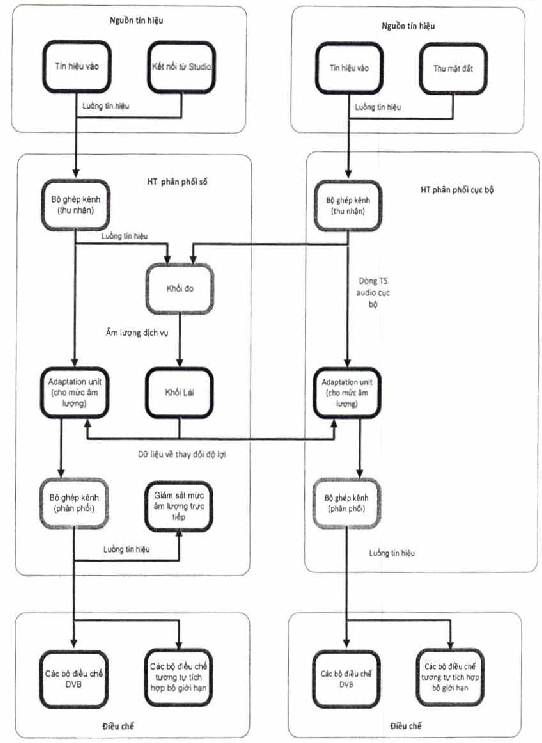 Nguồn tín hiệu
Tín hiệu vào
Kết nối từ Studio
Luồng tín hiệu
Nguồn tín hiệu
Tín hiệu vào
Thu mặt đất
Luồng tín hiệu
HT phân phối số
Bộ ghép kênh
(thu nhận)
Luồng tín hiệu
Khối đo
Âm lượng dịch vụ
Adaptation unit
(cho mức âm
lượng)
Khối Lái
Dữ liệu về thay đổi độ lợi
Bộ ghép kênh
(phân phối)
Giám sát mức
âm lượng trực
tiếp
Luồng tín hiệu
HT phân phối cục bộ
Bộ ghép kênh
(thu nhận)
Dòng TS
audio cục
bộ
Adaptation unit
(cho mức âm
lượng)
Bộ ghép kênh
(phân phối)
Luồng tín hiệu
Các bộ điều chế
DVB
Các bộ điều chế
tương tự tích
hợp bộ giới hạn
Điều chế
Các bộ điều chế
DVB
Các bộ điều chế
tương tự tích hợp
bộ giới hạn
Điều chế